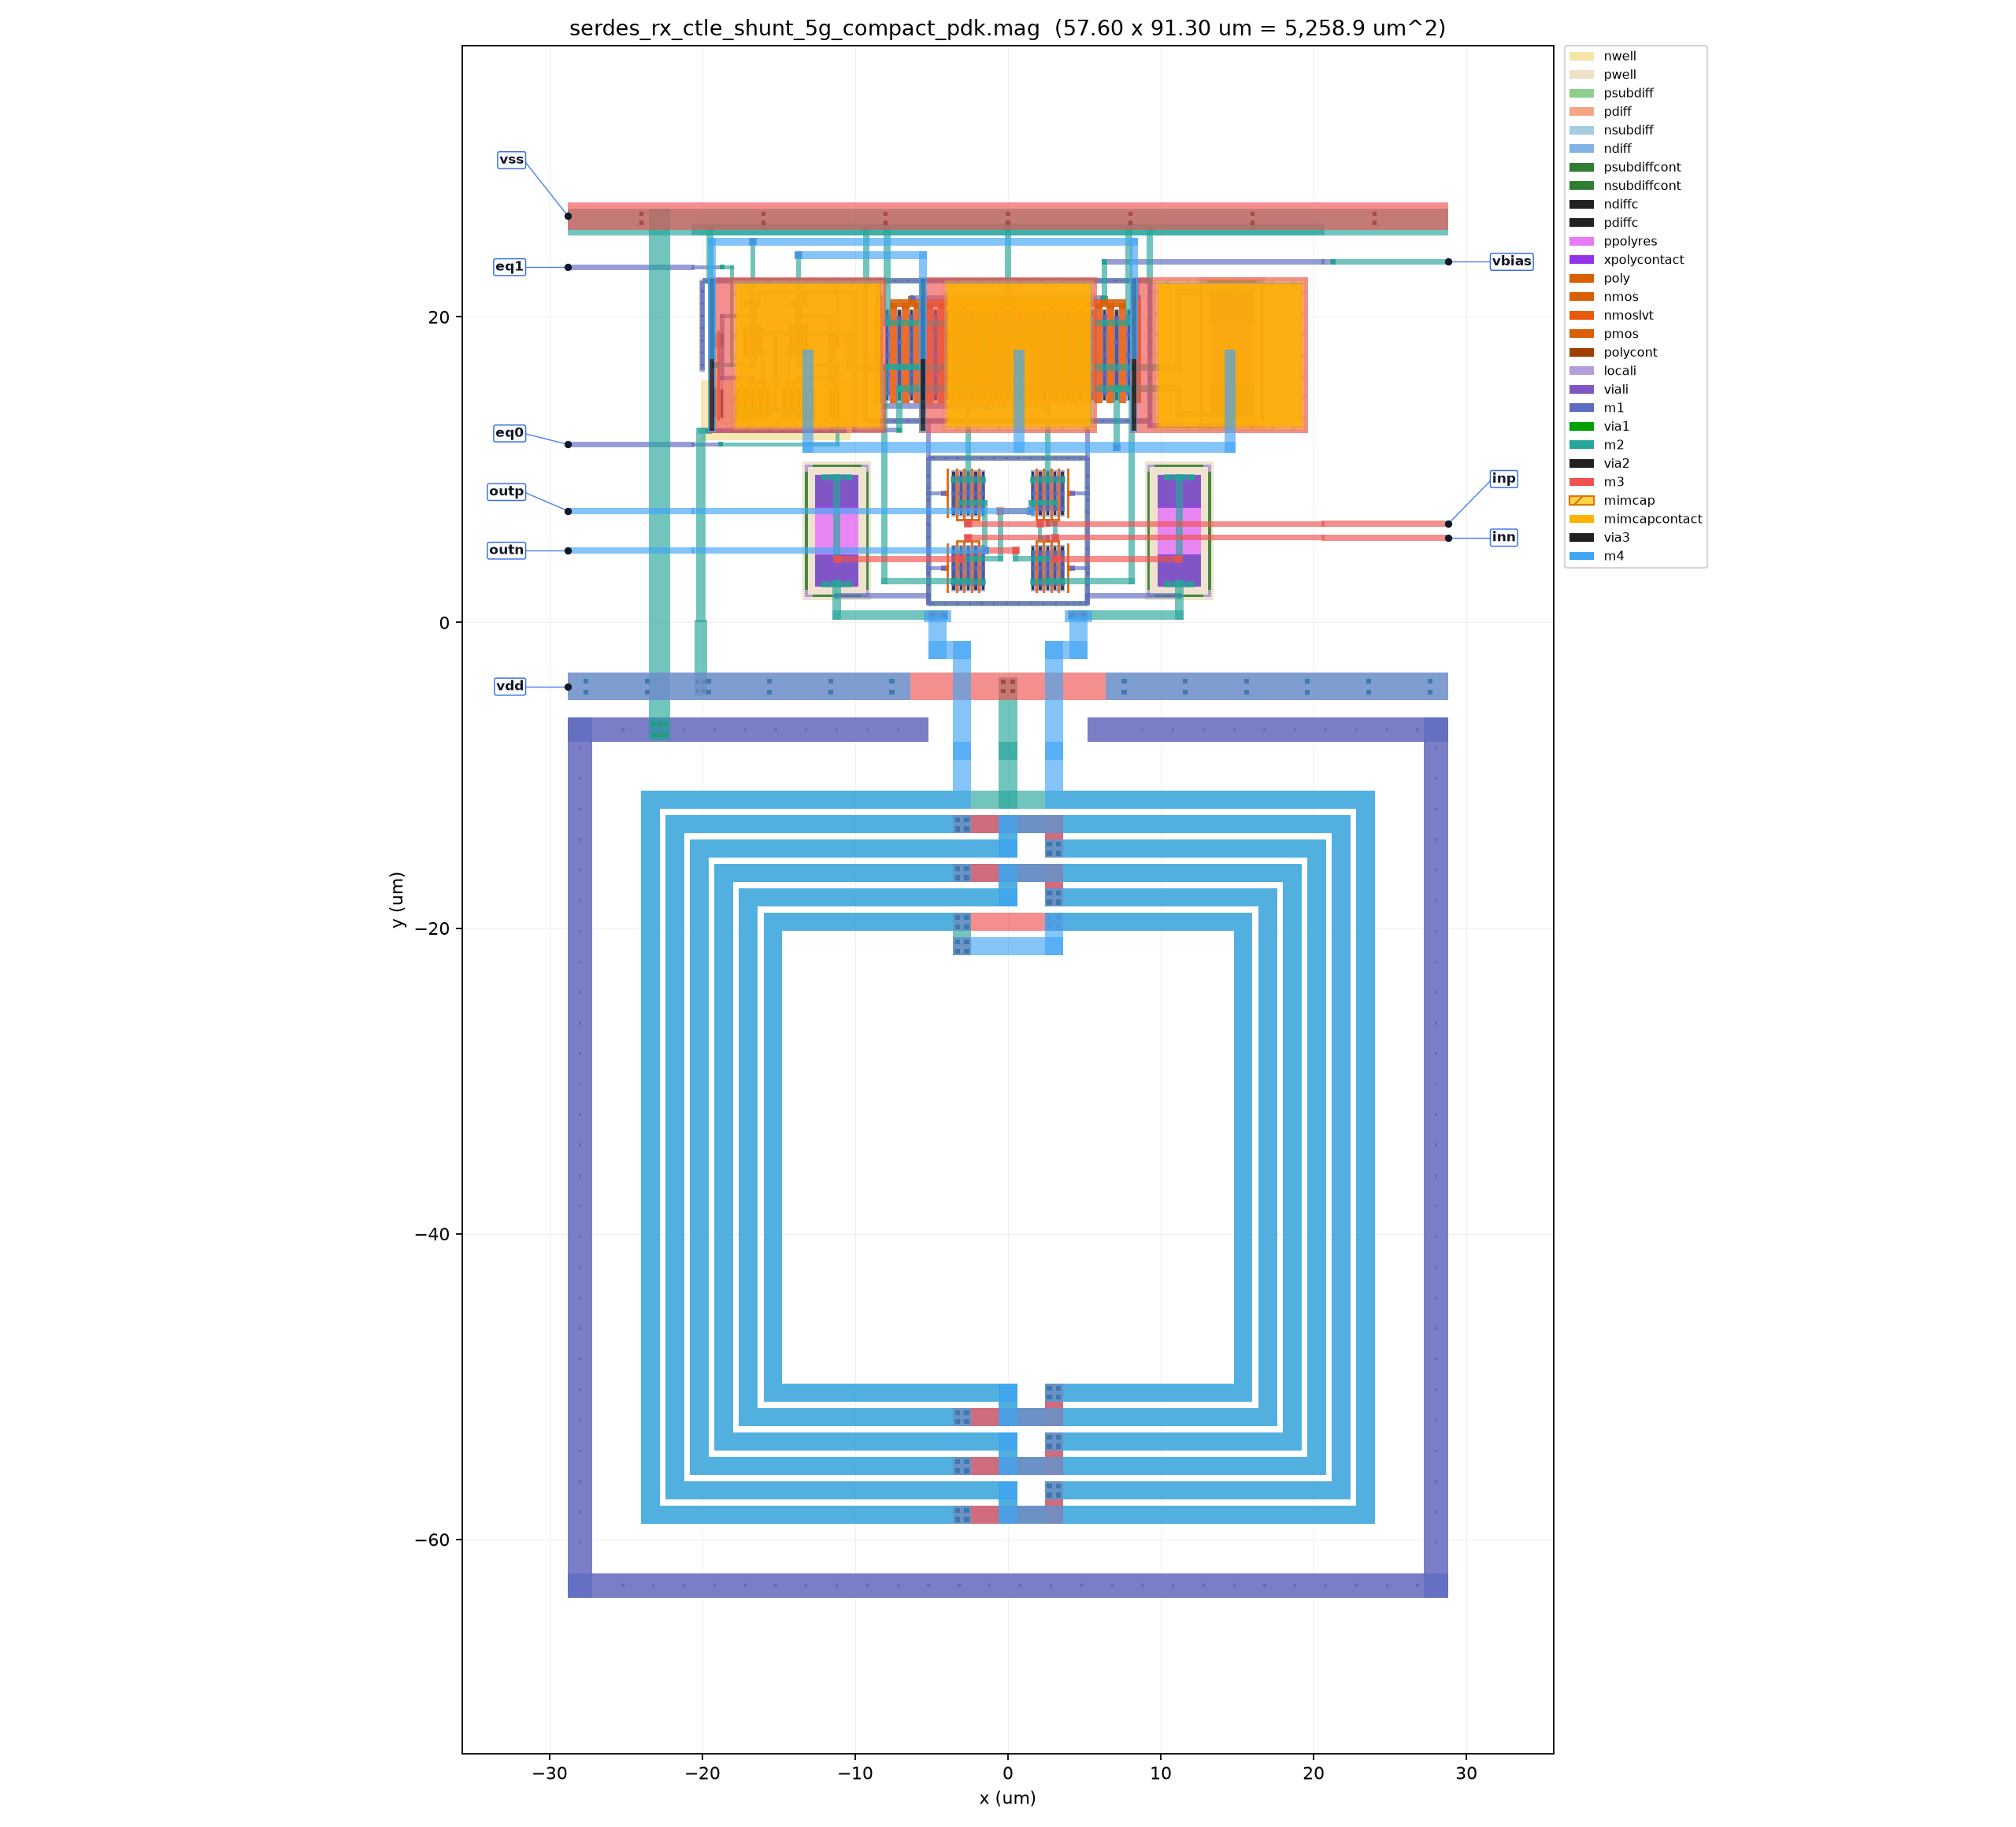 serdes_rx_ctle_shunt_5g_compact_pdk.mag (57.60 x 91.30 um = 5,258.9 um^2)
nwell
pwell
psubdiff
pdiff
nsubdiff
ndiff
psubdiffcont
nsubdiffcont
ndiffc
pdiffc
ppolyres
xpolycontact
poly
nmos
nmoslvt
pmos
polycont
locali
viali
m1
via1
m2
via2
m3
mimcap
mimcapcontact
via3
m4
vss
eq1
vbias
eq0
outp
inp
outn
inn
vdd
20
0
−20
−40
−60
y (um)
−30
−20
−10
0
10
20
30
x (um)